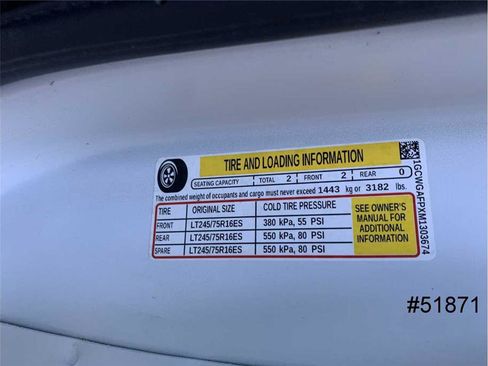 TIRE AND LOADING INFORMATION
SEATING CAPACITY TOTAL 2 FRONT 2 REAR 0
The combined weight of occupants and cargo must never exceed 1443 kg or 3182 lbs.
TIRE ORIGINAL SIZE COLD TIRE PRESSURE
FRONT LT245/75R16ES 380 kPa, 55 PSI
REAR LT245/75R16ES 550 kPa, 80 PSI
SPARE LT245/75R16ES 550 kPa, 80 PSI
SEE OWNER'S
MANUAL FOR
ADDITIONAL
INFORMATION
1GCWGAFPXM1303674
#51871